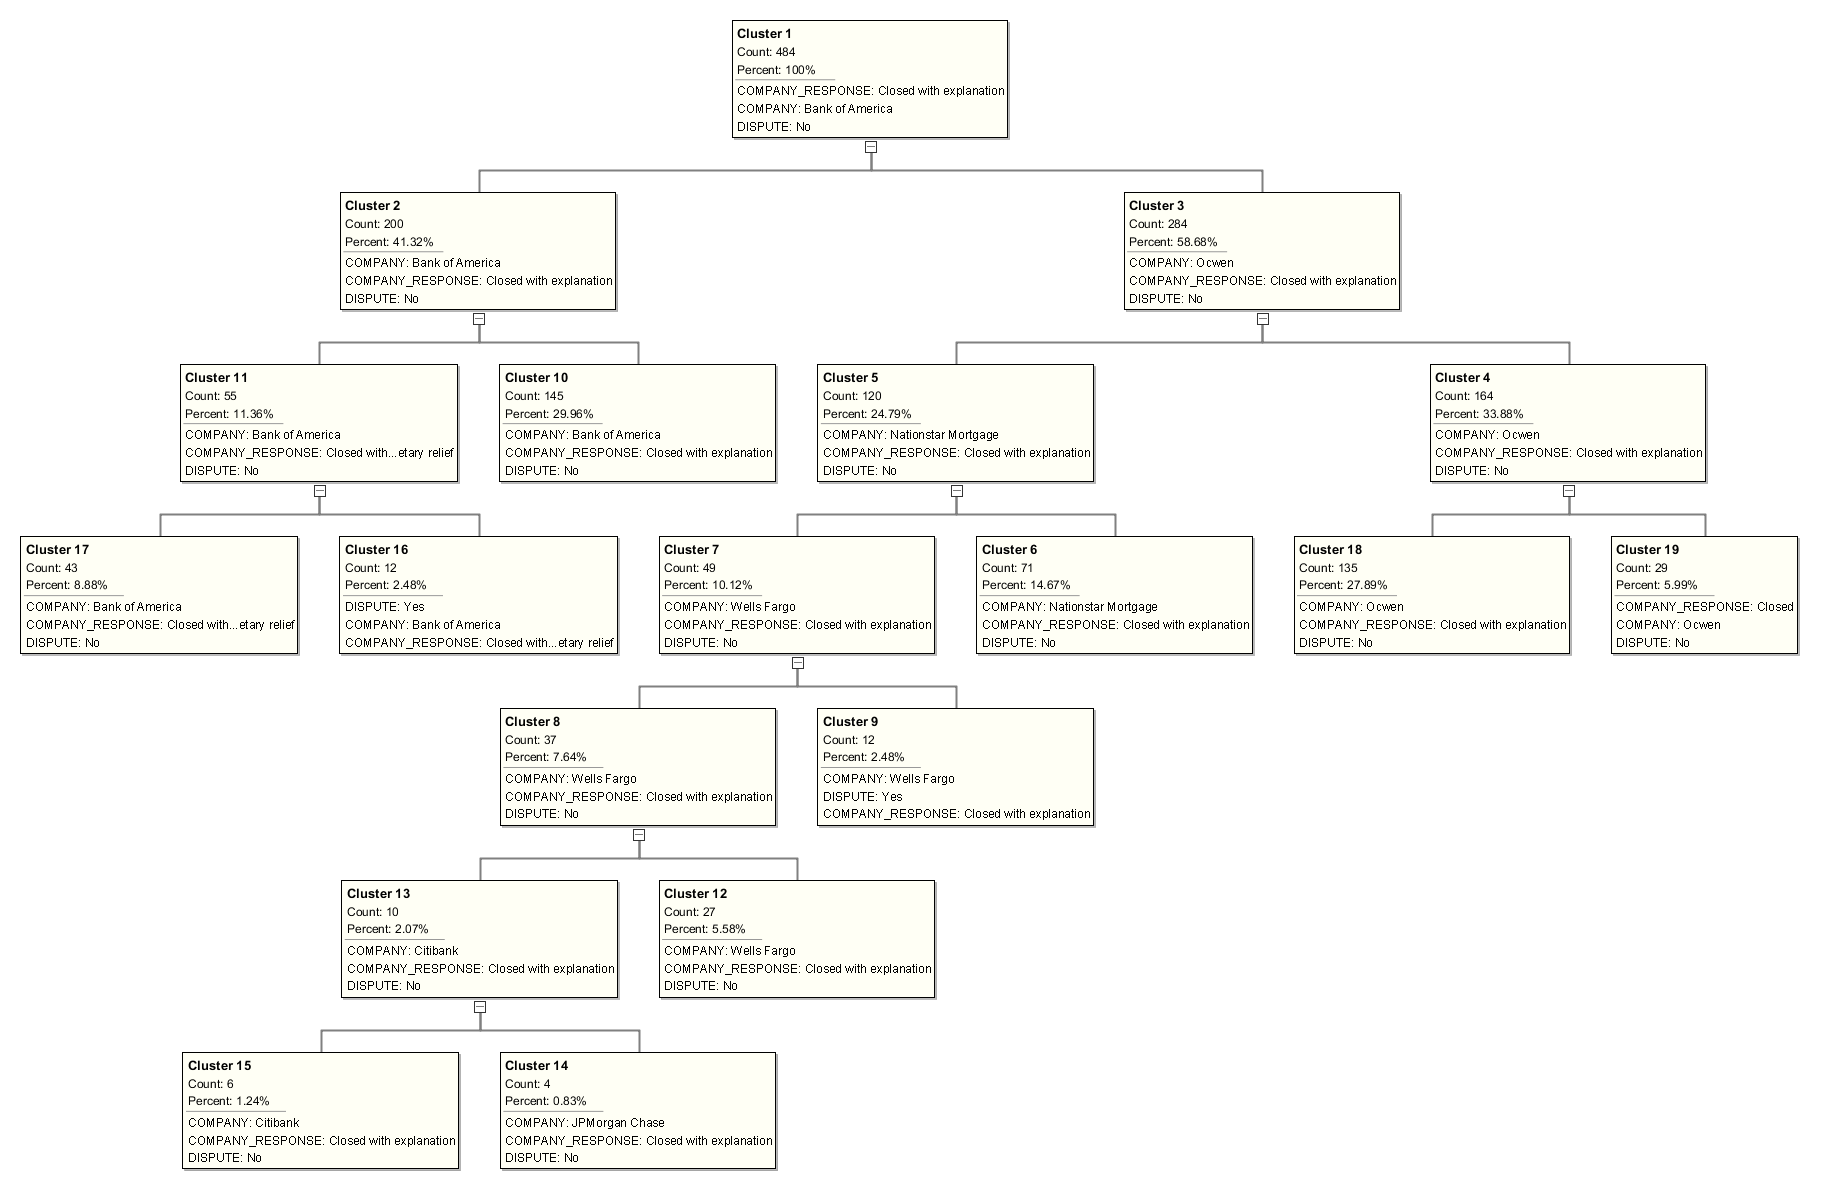 Cluster 1
Count: 484
Percent: 100%
COMPANY_RESPONSE: Closed with explanation
COMPANY: Bank of America
DISPUTE: No
Cluster 2
Count: 200
Percent: 41.32%
COMPANY: Bank of America
COMPANY_RESPONSE: Closed with explanation
DISPUTE: No
Cluster 3
Count: 284
Percent: 58.68%
COMPANY: Ocwen
COMPANY_RESPONSE: Closed with explanation
DISPUTE: No
Cluster 11
Count: 55
Percent: 11.36%
COMPANY: Bank of America
COMPANY_RESPONSE: Closed with...etary relief
DISPUTE: No
Cluster 10
Count: 145
Percent: 29.96%
COMPANY: Bank of America
COMPANY_RESPONSE: Closed with explanation
DISPUTE: No
Cluster 5
Count: 120
Percent: 24.79%
COMPANY: Nationstar Mortgage
COMPANY_RESPONSE: Closed with explanation
DISPUTE: No
Cluster 4
Count: 164
Percent: 33.88%
COMPANY: Ocwen
COMPANY_RESPONSE: Closed with explanation
DISPUTE: No
Cluster 17
Count: 43
Percent: 8.88%
COMPANY: Bank of America
COMPANY_RESPONSE: Closed with...etary relief
DISPUTE: No
Cluster 16
Count: 12
Percent: 2.48%
DISPUTE: Yes
COMPANY: Bank of America
COMPANY_RESPONSE: Closed with...etary relief
Cluster 7
Count: 49
Percent: 10.12%
COMPANY: Wells Fargo
COMPANY_RESPONSE: Closed with explanation
DISPUTE: No
Cluster 6
Count: 71
Percent: 14.67%
COMPANY: Nationstar Mortgage
COMPANY_RESPONSE: Closed with explanation
DISPUTE: No
Cluster 18
Count: 135
Percent: 27.89%
COMPANY: Ocwen
COMPANY_RESPONSE: Closed with explanation
DISPUTE: No
Cluster 19
Count: 29
Percent: 5.99%
COMPANY_RESPONSE: Closed
COMPANY: Ocwen
DISPUTE: No
Cluster 8
Count: 37
Percent: 7.64%
COMPANY: Wells Fargo
COMPANY_RESPONSE: Closed with explanation
DISPUTE: No
Cluster 9
Count: 12
Percent: 2.48%
COMPANY: Wells Fargo
DISPUTE: Yes
COMPANY_RESPONSE: Closed with explanation
Cluster 13
Count: 10
Percent: 2.07%
COMPANY: Citibank
COMPANY_RESPONSE: Closed with explanation
DISPUTE: No
Cluster 12
Count: 27
Percent: 5.58%
COMPANY: Wells Fargo
COMPANY_RESPONSE: Closed with explanation
DISPUTE: No
Cluster 15
Count: 6
Percent: 1.24%
COMPANY: Citibank
COMPANY_RESPONSE: Closed with explanation
DISPUTE: No
Cluster 14
Count: 4
Percent: 0.83%
COMPANY: JPMorgan Chase
COMPANY_RESPONSE: Closed with explanation
DISPUTE: No